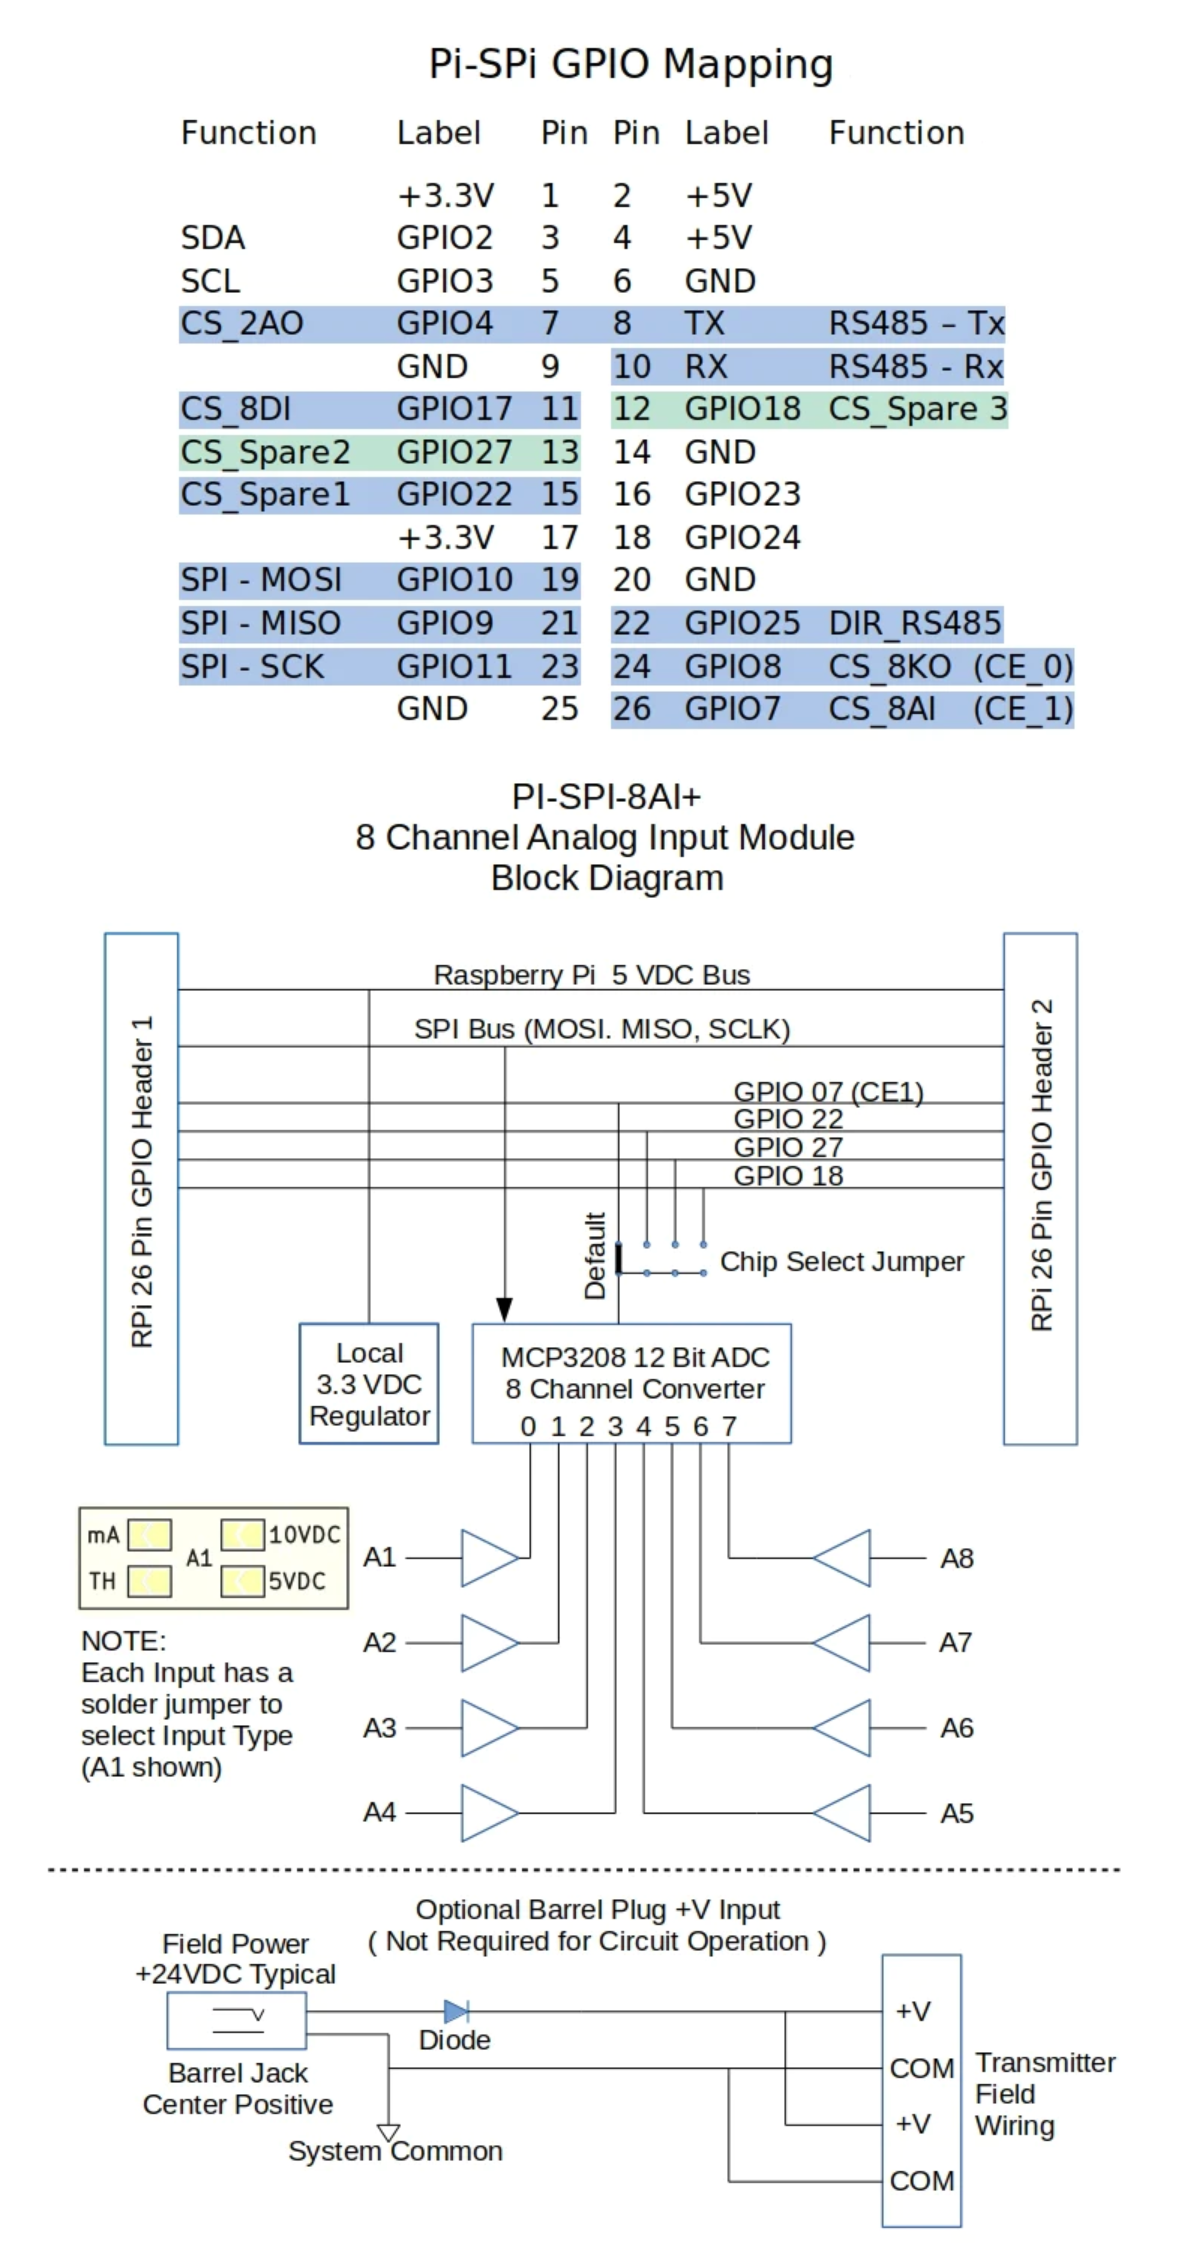 Pi-SPi GPIO Mapping
Function Label Pin Pin Label Function
+3.3V 1 2 +5V
SDA GPIO2 3 4 +5V
SCL GPIO3 5 6 GND
CS_2AO GPIO4 7 8 TX RS485 – Tx
GND 9 10 RX RS485 - Rx
CS_8DI GPIO17 11 12 GPIO18 CS_Spare 3
CS_Spare2 GPIO27 13 14 GND
CS_Spare1 GPIO22 15 16 GPIO23
+3.3V 17 18 GPIO24
SPI - MOSI GPIO10 19 20 GND
SPI - MISO GPIO9 21 22 GPIO25 DIR_RS485
SPI - SCK GPIO11 23 24 GPIO8 CS_8KO (CE_0)
GND 25 26 GPIO7 CS_8AI (CE_1)
PI-SPI-8AI+
8 Channel Analog Input Module
Block Diagram
RPi 26 Pin GPIO Header 1
Raspberry Pi 5 VDC Bus
SPI Bus (MOSI. MISO, SCLK)
GPIO 07 (CE1)
GPIO 22
GPIO 27
GPIO 18
RPi 26 Pin GPIO Header 2
Default
Chip Select Jumper
Local
3.3 VDC
Regulator
MCP3208 12 Bit ADC
8 Channel Converter
0 1 2 3 4 5 6 7
mA A1 10VDC
TH 5VDC
NOTE:
Each Input has a
solder jumper to
select Input Type
(A1 shown)
A1 A8
A2 A7
A3 A6
A4 A5
Optional Barrel Plug +V Input
( Not Required for Circuit Operation )
Field Power
+24VDC Typical
Barrel Jack
Center Positive
Diode
System Common
+V
COM
+V
COM
Transmitter
Field
Wiring